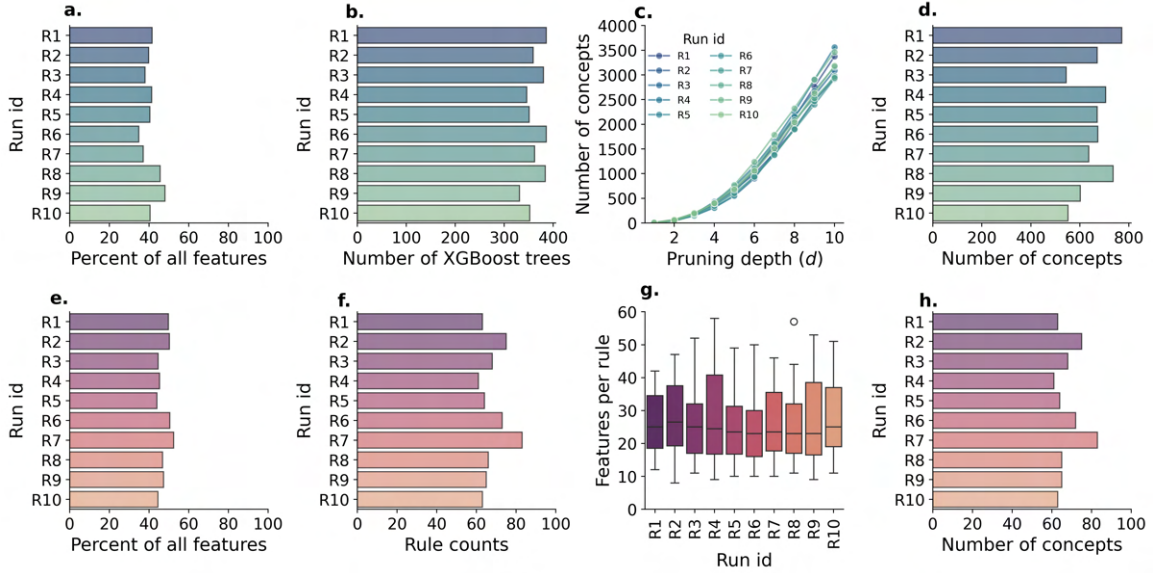 a.
Run id
R1
R2
R3
R4
R5
R6
R7
R8
R9
R10
0 20 40 60 80 100
Percent of all features
b.
Run id
R1
R2
R3
R4
R5
R6
R7
R8
R9
R10
0 100 200 300 400
Number of XGBoost trees
c.
Number of concepts
4000
3500
3000
2500
2000
1500
1000
500
0
Run id
R1 R6
R2 R7
R3 R8
R4 R9
R5 R10
2 4 6 8 10
Pruning depth (d)
d.
Run id
R1
R2
R3
R4
R5
R6
R7
R8
R9
R10
0 200 400 600 800
Number of concepts
e.
Run id
R1
R2
R3
R4
R5
R6
R7
R8
R9
R10
0 20 40 60 80 100
Percent of all features
f.
Run id
R1
R2
R3
R4
R5
R6
R7
R8
R9
R10
0 20 40 60 80 100
Rule counts
g.
Features per rule
60
50
40
30
20
10
0
R1 R2 R3 R4 R5 R6 R7 R8 R9 R10
Run id
h.
Run id
R1
R2
R3
R4
R5
R6
R7
R8
R9
R10
0 20 40 60 80 100
Number of concepts